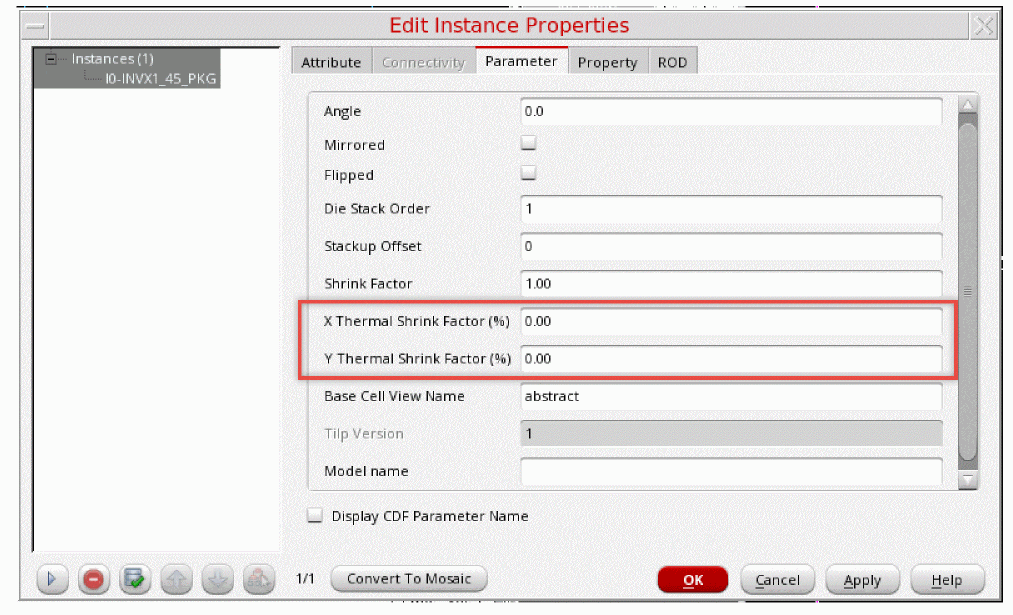 Edit Instance Properties
Instances (1)
I0-INVX1_45_PKG
Attribute Connectivity Parameter Property ROD
Angle 0.0
Mirrored
Flipped
Die Stack Order 1
Stackup Offset 0
Shrink Factor 1.00
X Thermal Shrink Factor (%) 0.00
Y Thermal Shrink Factor (%) 0.00
Base Cell View Name abstract
Tilp Version 1
Model name
Display CDF Parameter Name
1/1 Convert To Mosaic OK Cancel Apply Help